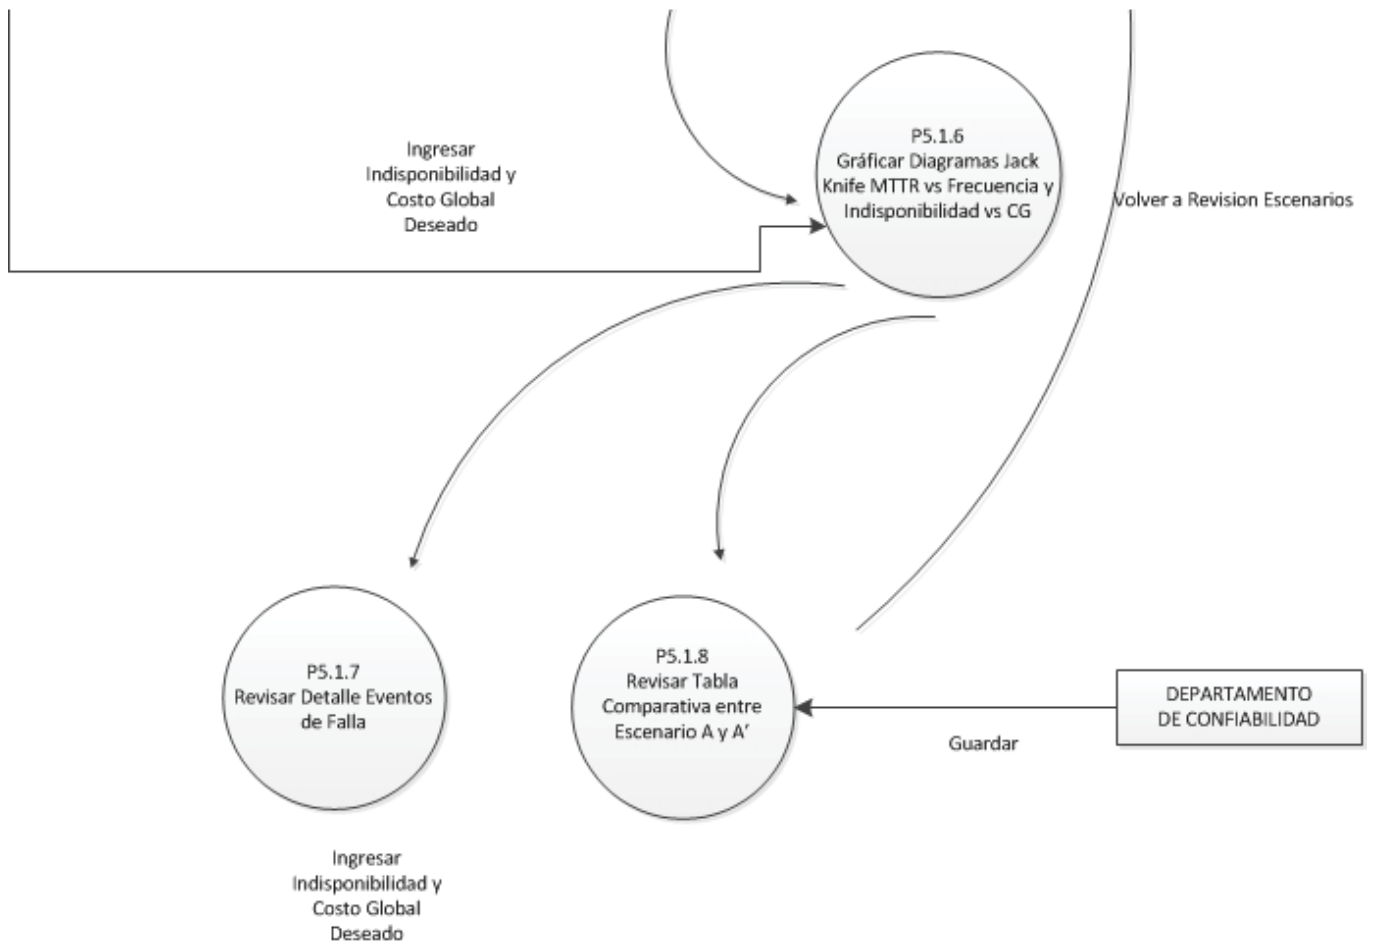 P5.1.6
Gráficar Diagramas Jack
Knife MTTR vs Frecuencia y
Indisponibilidad vs CG
Ingresar
Indisponibilidad y
Costo Global
Deseado
Volver a Revision Escenarios
P5.1.7
Revisar Detalle Eventos
de Falla
P5.1.8
Revisar Tabla
Comparativa entre
Escenario A y A’
DEPARTAMENTO
DE CONFIABILIDAD
Guardar
Ingresar
Indisponibilidad y
Costo Global
Deseado